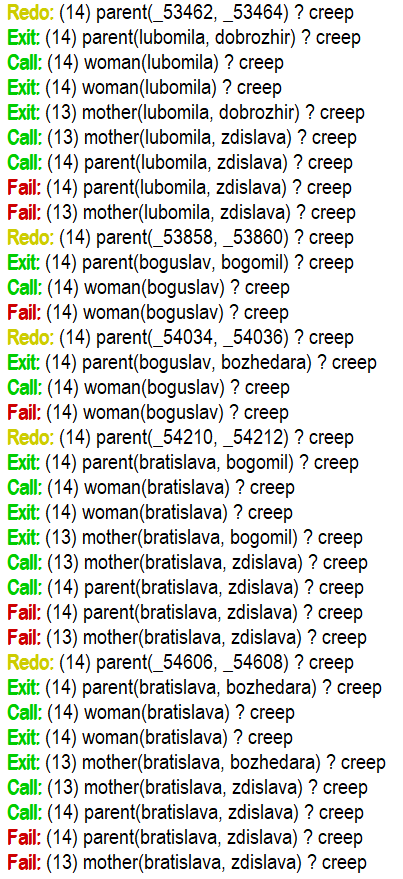 Redo: (14) parent(_53462, _53464) ? creep
Exit: (14) parent(lubomila, dobrozhir) ? creep
Call: (14) woman(lubomila) ? creep
Exit: (14) woman(lubomila) ? creep
Exit: (13) mother(lubomila, dobrozhir) ? creep
Call: (13) mother(lubomila, zdislava) ? creep
Call: (14) parent(lubomila, zdislava) ? creep
Fail: (14) parent(lubomila, zdislava) ? creep
Fail: (13) mother(lubomila, zdislava) ? creep
Redo: (14) parent(_53858, _53860) ? creep
Exit: (14) parent(boguslav, bogomil) ? creep
Call: (14) woman(boguslav) ? creep
Fail: (14) woman(boguslav) ? creep
Redo: (14) parent(_54034, _54036) ? creep
Exit: (14) parent(boguslav, bozhedara) ? creep
Call: (14) woman(boguslav) ? creep
Fail: (14) woman(boguslav) ? creep
Redo: (14) parent(_54210, _54212) ? creep
Exit: (14) parent(bratislava, bogomil) ? creep
Call: (14) woman(bratislava) ? creep
Exit: (14) woman(bratislava) ? creep
Exit: (13) mother(bratislava, bogomil) ? creep
Call: (13) mother(bratislava, zdislava) ? creep
Call: (14) parent(bratislava, zdislava) ? creep
Fail: (14) parent(bratislava, zdislava) ? creep
Fail: (13) mother(bratislava, zdislava) ? creep
Redo: (14) parent(_54606, _54608) ? creep
Exit: (14) parent(bratislava, bozhedara) ? creep
Call: (14) woman(bratislava) ? creep
Exit: (14) woman(bratislava) ? creep
Exit: (13) mother(bratislava, bozhedara) ? creep
Call: (13) mother(bratislava, zdislava) ? creep
Call: (14) parent(bratislava, zdislava) ? creep
Fail: (14) parent(bratislava, zdislava) ? creep
Fail: (13) mother(bratislava, zdislava) ? creep